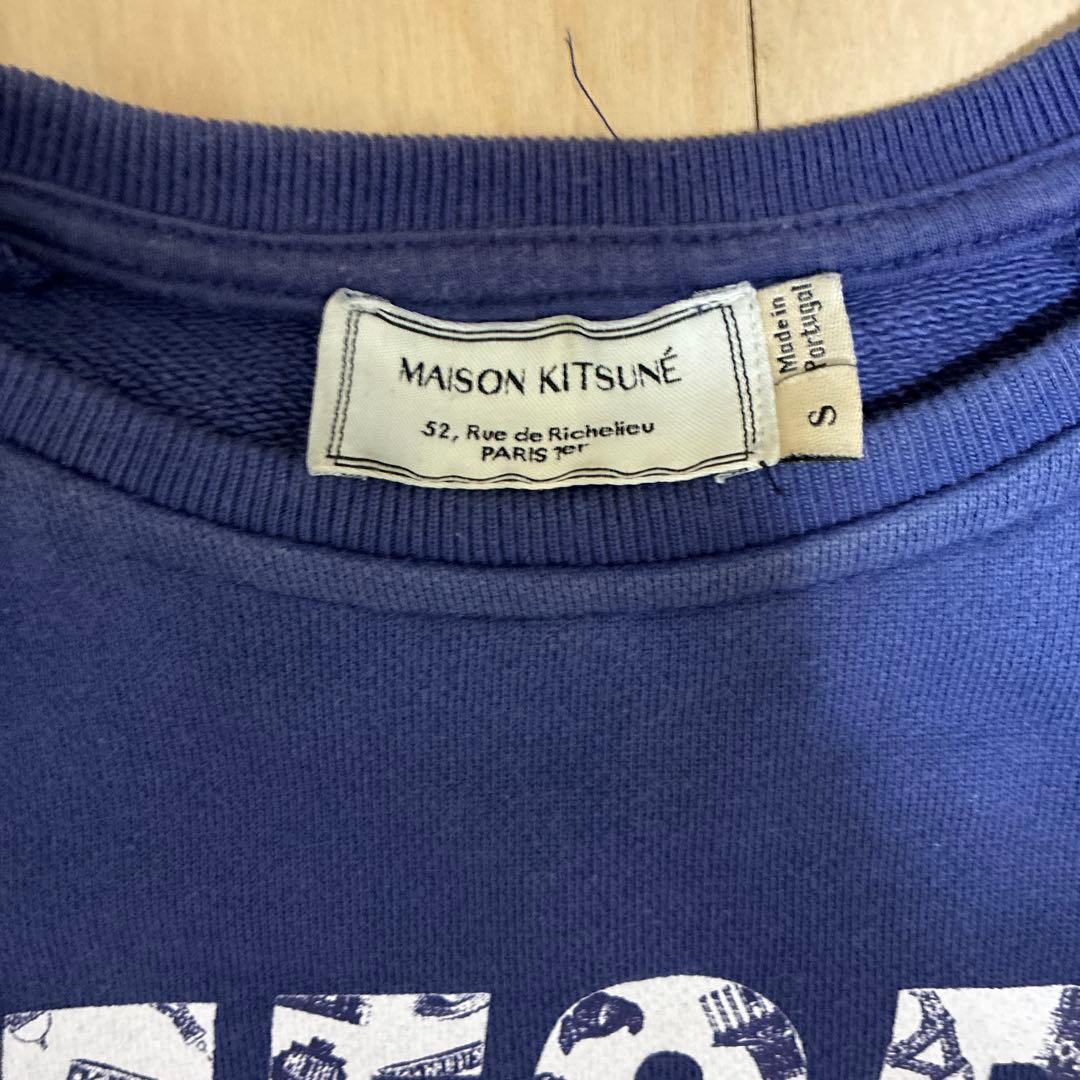 MAISON KITSUNÉ
52, Rue de Richelieu
PARIS 1er
Made in
Portugal
S